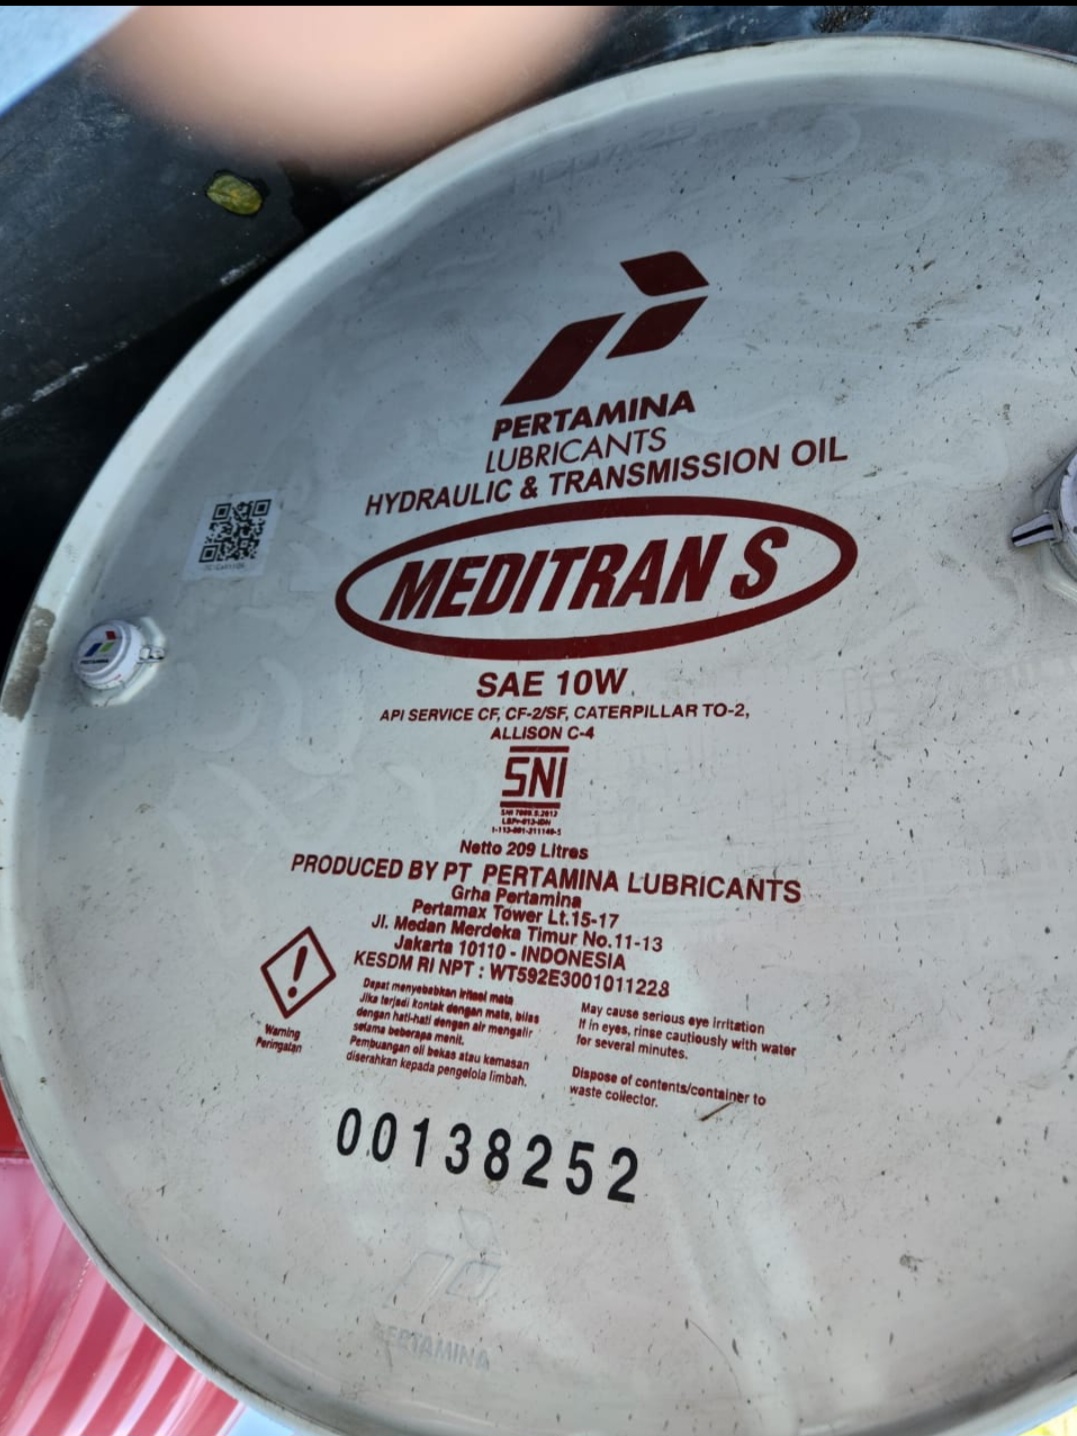 PERTAMINA
LUBRICANTS
HYDRAULIC & TRANSMISSION OIL
MEDITRAN S
SAE 10W
API SERVICE CF, CF-2/SF, CATERPILLAR TO-2,
ALLISON C-4
SNI
Netto 209 Litres
PRODUCED BY PT PERTAMINA LUBRICANTS
Grha Pertamina
Pertamax Tower Lt.15-17
Jl. Medan Merdeka Timur No.11-13
Jakarta 10110 - INDONESIA
KESDM RI NPT : WT592E3001011228
Warning
Peringatan
Dapat menyebabkan iritasi mata
Jika terjadi kontak dengan mata, bilas
dengan hati-hati dengan air mengalir
selama beberapa menit.
Pembuangan oli bekas atau kemasan
diserahkan kepada pengelola limbah.
May cause serious eye irritation
If in eyes, rinse cautiously with water
for several minutes.
Dispose of contents/container to
waste collector.
00138252
PERTAMINA
PERTAMINA